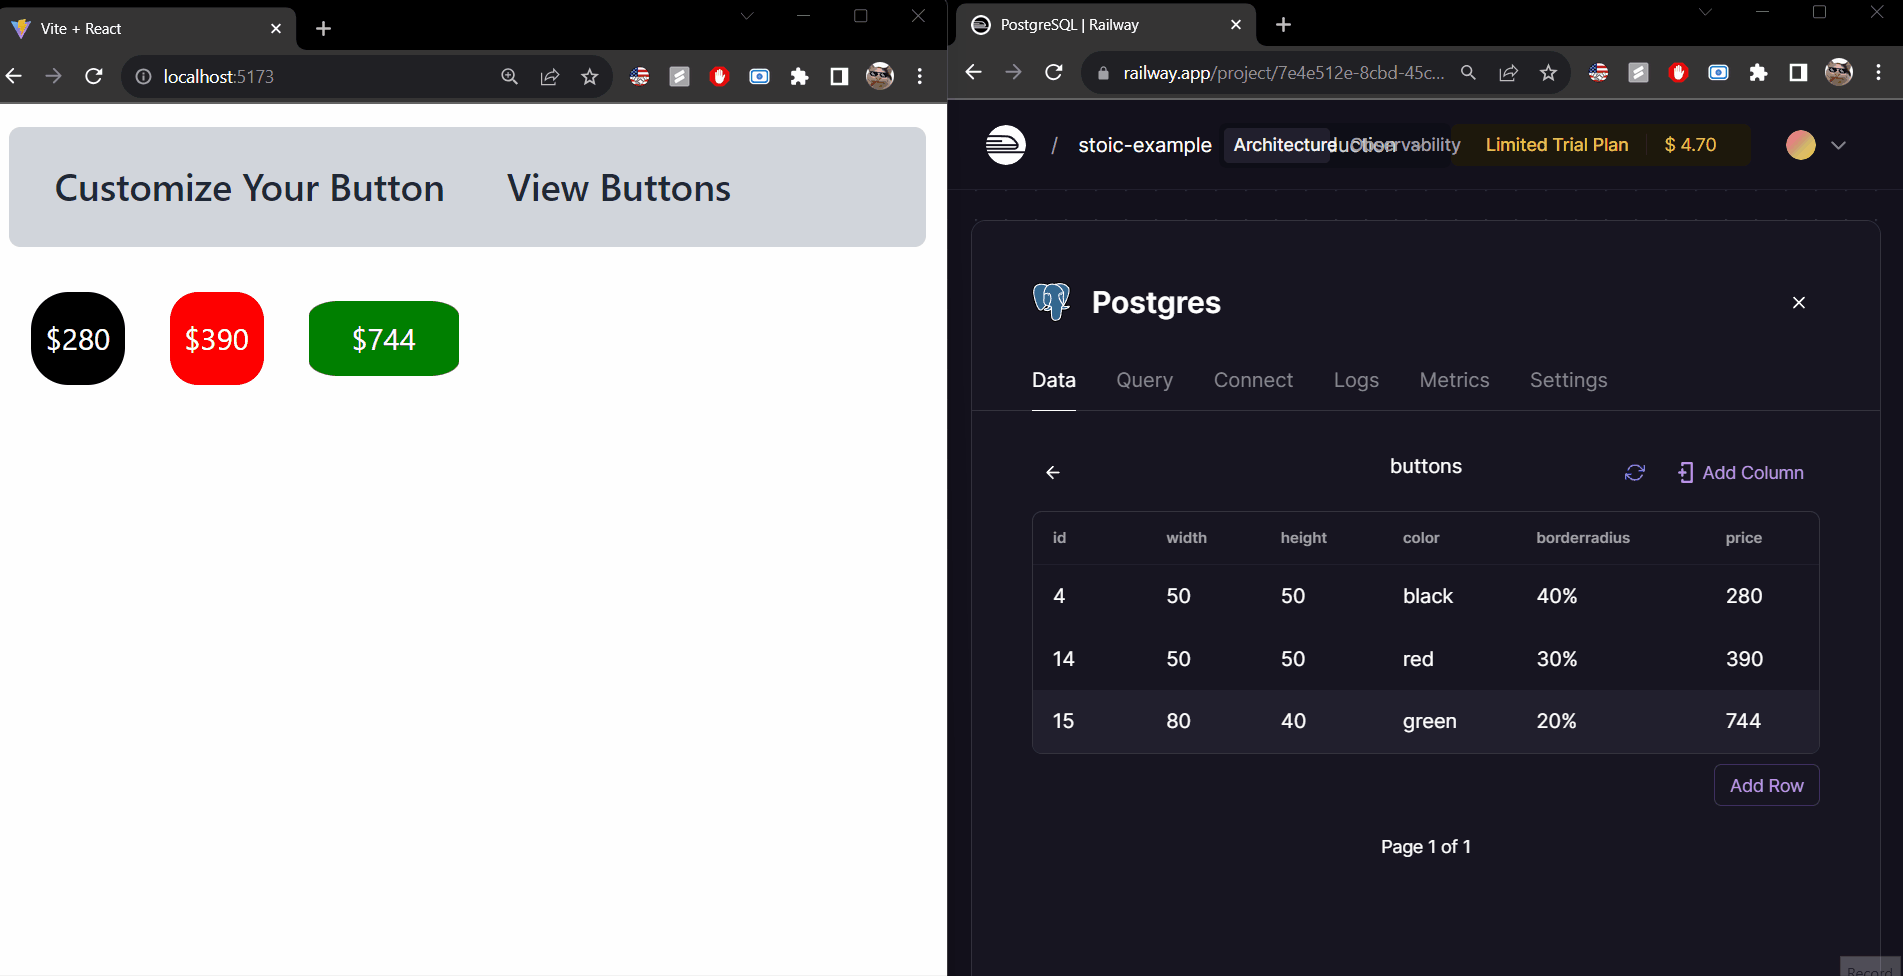 Vite + React
localhost:5173
Customize Your Button View Buttons
$280 $390 $744
PostgreSQL | Railway
railway.app/project/7e4e512e-8cbd-45c...
/ stoic-example Architecture Observability Limited Trial Plan $ 4.70
Postgres
Data Query Connect Logs Metrics Settings
buttons Add Column
id width height color borderradius price
4 50 50 black 40% 280
14 50 50 red 30% 390
15 80 40 green 20% 744
Add Row
Page 1 of 1
Record